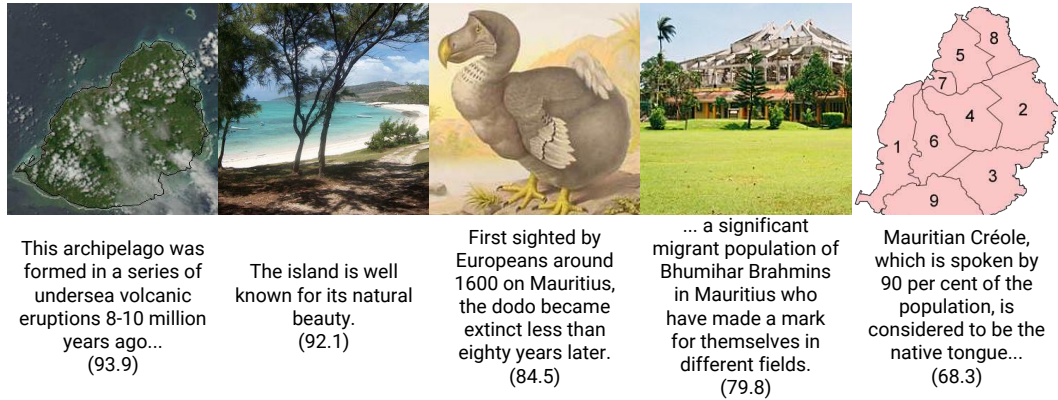 5
8
7
2
4
1
6
3
9
This archipelago was
formed in a series of
undersea volcanic
eruptions 8-10 million
years ago...
(93.9)
The island is well
known for its natural
beauty.
(92.1)
First sighted by
Europeans around
1600 on Mauritius,
the dodo became
extinct less than
eighty years later.
(84.5)
... a significant
migrant population of
Bhumihar Brahmins
in Mauritius who
have made a mark
for themselves in
different fields.
(79.8)
Mauritian Créole,
which is spoken by
90 per cent of the
population, is
considered to be the
native tongue...
(68.3)